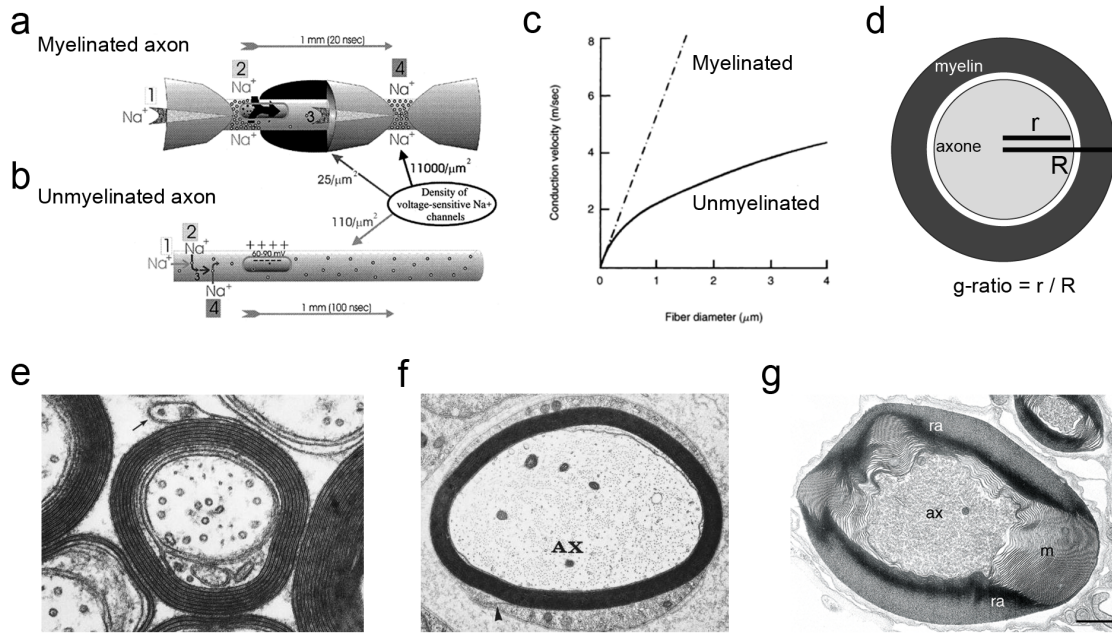 a
Myelinated axon
1 mm (20 nsec)
2
Na⁺
4
Na⁺
1
Na⁺
3
Na⁺
Na⁺
25/μm²
11000/μm²
Density of
voltage-sensitive Na+
channels
b
Unmyelinated axon
110/μm²
1
2
Na⁺
Na⁺
3
+ + + +
60-90 mV
Na⁺
4
1 mm (100 nsec)
c
Conduction velocity (m/sec)
8
6
4
2
Myelinated
Unmyelinated
0
1
2
3
4
Fiber diameter (μm)
d
myelin
axone
r
R
g-ratio = r / R
e
f
AX
g
ra
ax
m
ra